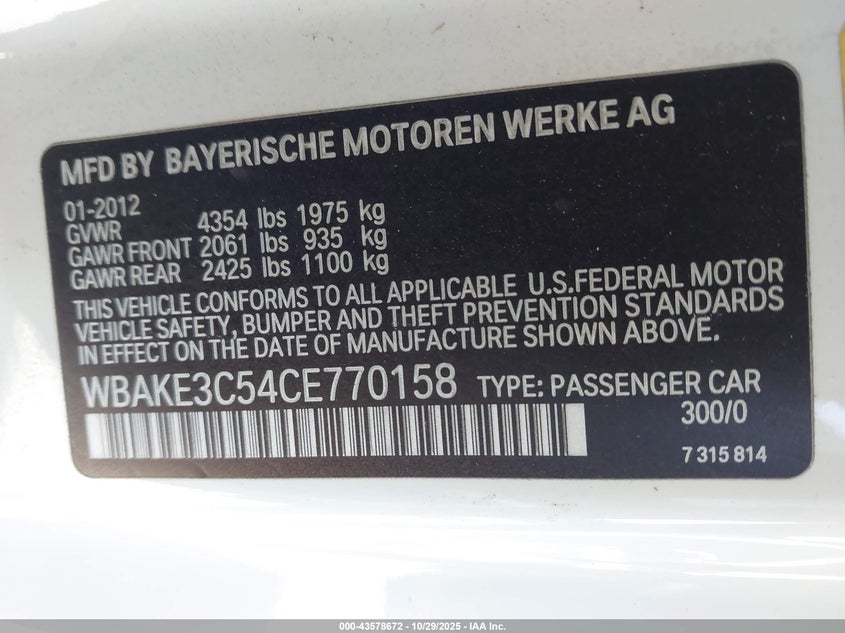 MFD BY BAYERISCHE MOTOREN WERKE AG
01-2012
GVWR 4354 lbs 1975 kg
GAWR FRONT 2061 lbs 935 kg
GAWR REAR 2425 lbs 1100 kg
THIS VEHICLE CONFORMS TO ALL APPLICABLE U.S.FEDERAL MOTOR
VEHICLE SAFETY, BUMPER AND THEFT PREVENTION STANDARDS
IN EFFECT ON THE DATE OF MANUFACTURE SHOWN ABOVE.
WBAKE3C54CE770158 TYPE: PASSENGER CAR
300/0
7 315 814
000-43578672 - 10/29/2025 - IAA Inc.